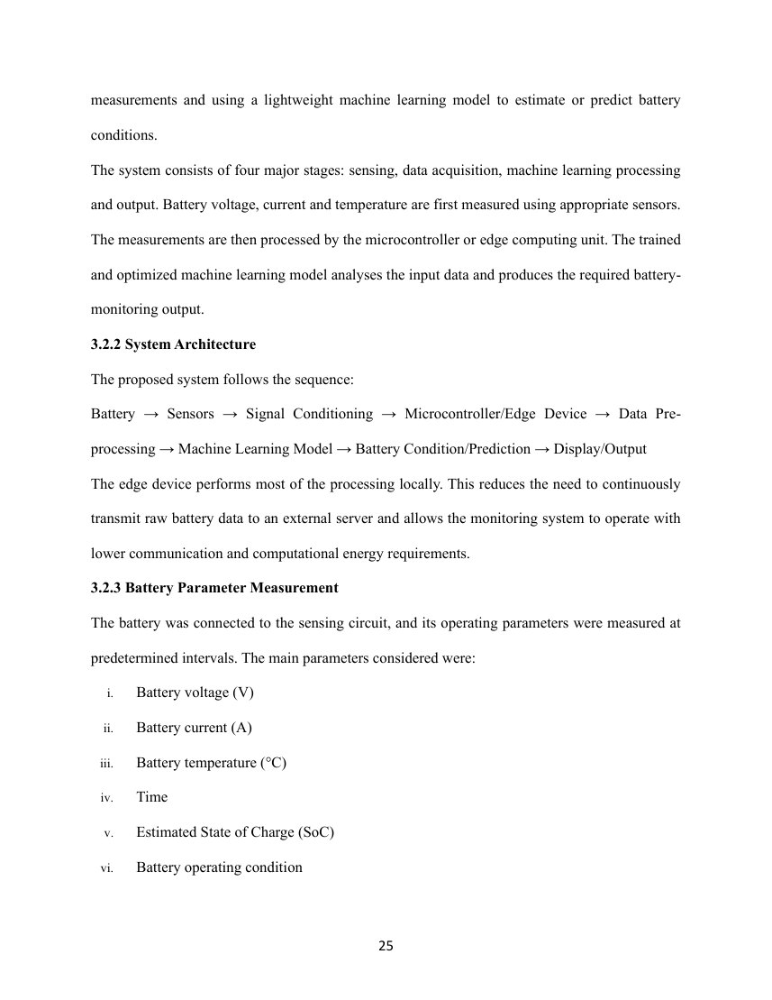 measurements and using a lightweight machine learning model to estimate or predict battery
conditions.
The system consists of four major stages: sensing, data acquisition, machine learning processing
and output. Battery voltage, current and temperature are first measured using appropriate sensors.
The measurements are then processed by the microcontroller or edge computing unit. The trained
and optimized machine learning model analyses the input data and produces the required battery-
monitoring output.
3.2.2 System Architecture
The proposed system follows the sequence:
Battery → Sensors → Signal Conditioning → Microcontroller/Edge Device → Data Pre-
processing → Machine Learning Model → Battery Condition/Prediction → Display/Output
The edge device performs most of the processing locally. This reduces the need to continuously
transmit raw battery data to an external server and allows the monitoring system to operate with
lower communication and computational energy requirements.
3.2.3 Battery Parameter Measurement
The battery was connected to the sensing circuit, and its operating parameters were measured at
predetermined intervals. The main parameters considered were:
i. Battery voltage (V)
ii. Battery current (A)
iii. Battery temperature (°C)
iv. Time
v. Estimated State of Charge (SoC)
vi. Battery operating condition
25